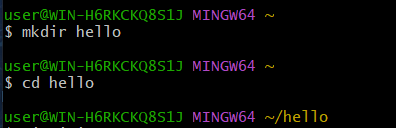 user@WIN-H6RKCKQ8S1J MINGW64 ~
$ mkdir hello
user@WIN-H6RKCKQ8S1J MINGW64 ~
$ cd hello
user@WIN-H6RKCKQ8S1J MINGW64 ~/hello